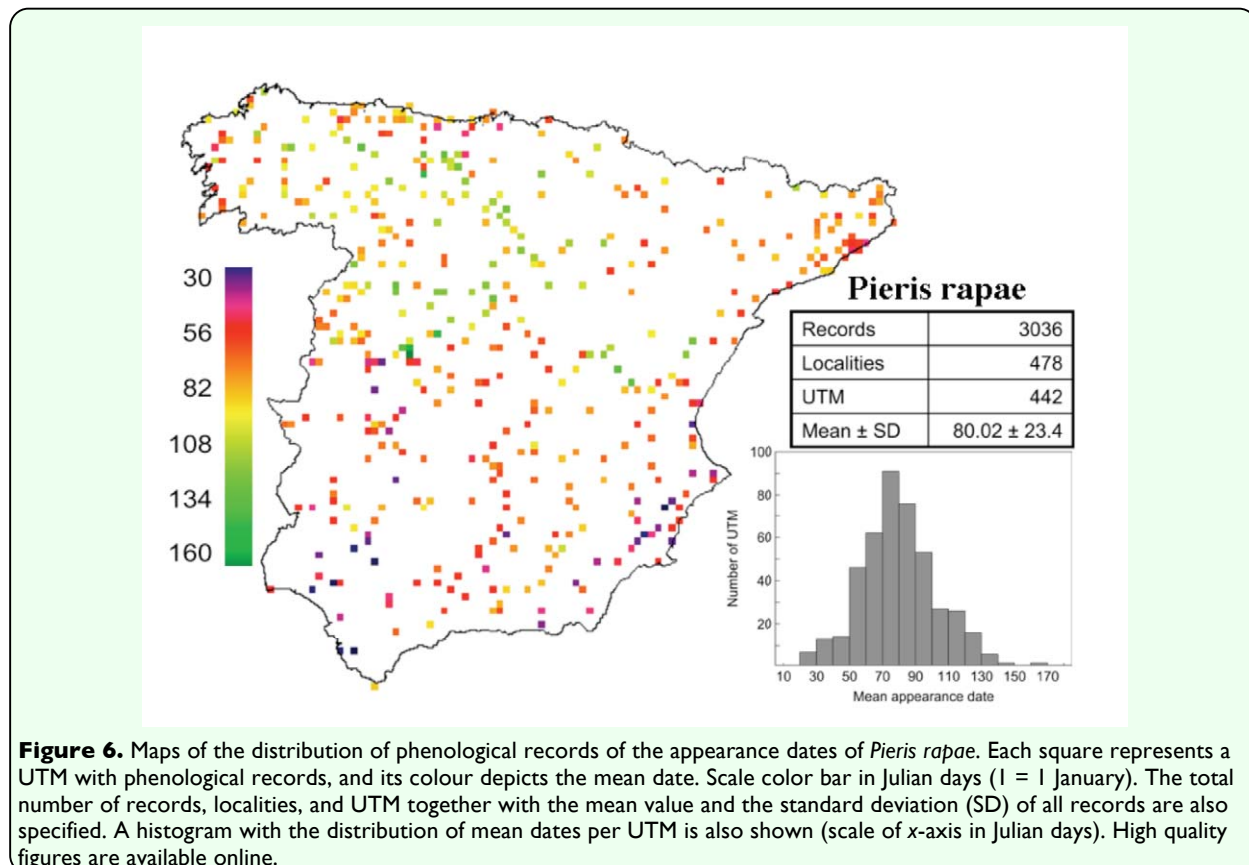 30
56
82
108
134
160
Pieris rapae
Records 3036
Localities 478
UTM 442
Mean ± SD 80.02 ± 23.4
100
80
60
40
20
Number of UTM
10 30 50 70 90 110 130 150 170
Mean appearance date
Figure 6. Maps of the distribution of phenological records of the appearance dates of Pieris rapae. Each square represents a
UTM with phenological records, and its colour depicts the mean date. Scale color bar in Julian days (1 = 1 January). The total
number of records, localities, and UTM together with the mean value and the standard deviation (SD) of all records are also
specified. A histogram with the distribution of mean dates per UTM is also shown (scale of x-axis in Julian days). High quality
figures are available online.